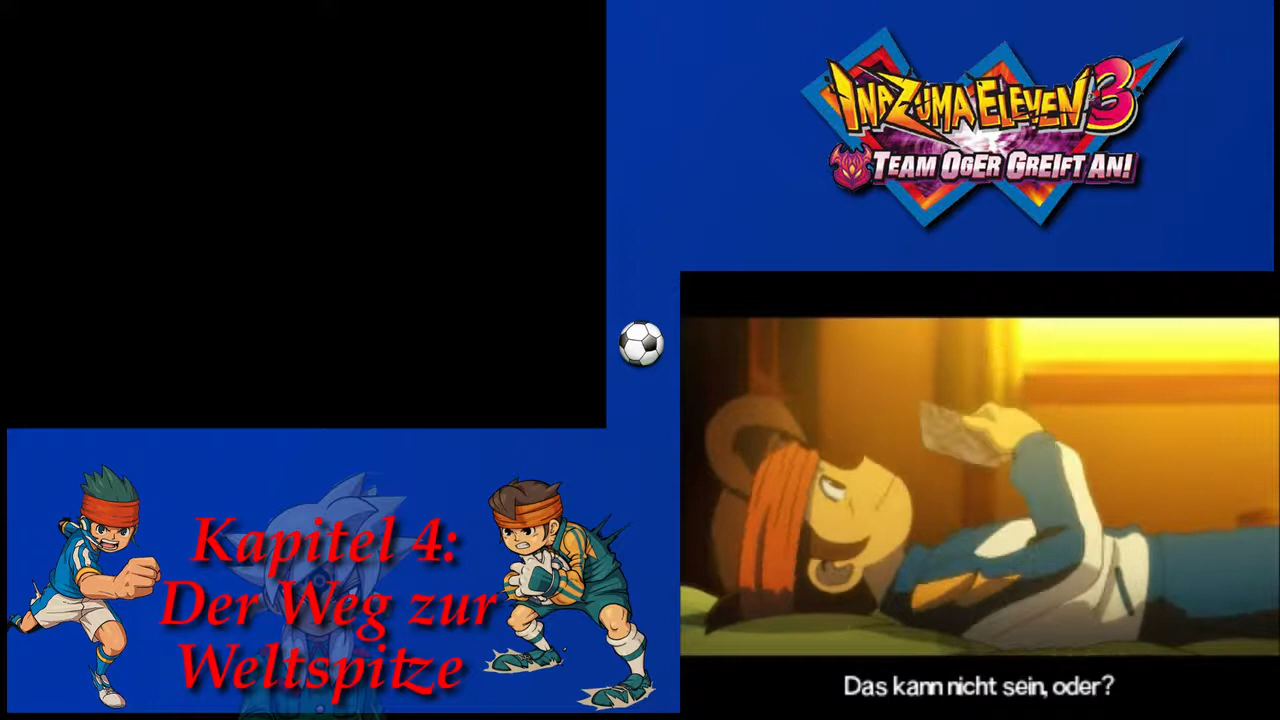 INAZUMA ELEVEN 3
TEAM OGER GREIFT AN!
Kapitel 4:
Der Weg zur
Weltspitze
Das kann nicht sein, oder?